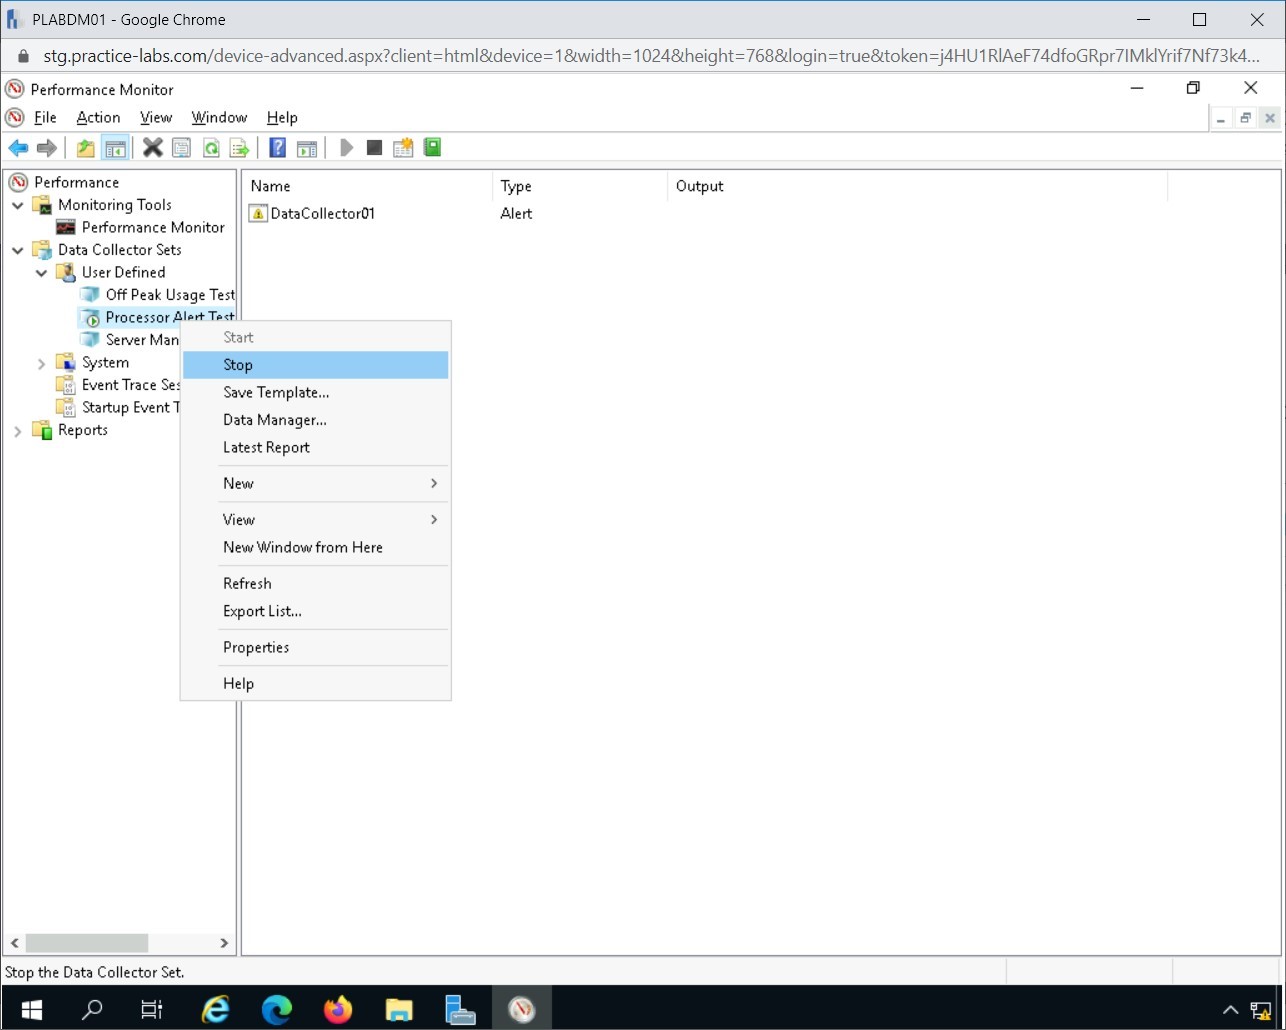 PLABDM01 - Google Chrome
stg.practice-labs.com/device-advanced.aspx?client=html&device=1&width=1024&height=768&login=true&token=j4HU1RlAeF74dfoGRpr7IMklYrif7Nf73k4...
Performance Monitor
File Action View Window Help
Performance
Monitoring Tools
Performance Monitor
Data Collector Sets
User Defined
Off Peak Usage Test
Processor Alert Test
Server Man
System
Event Trace Ses
Startup Event T
Reports
Name Type Output
DataCollector01 Alert
Start
Stop
Save Template...
Data Manager...
Latest Report
New
View
New Window from Here
Refresh
Export List...
Properties
Help
Stop the Data Collector Set.